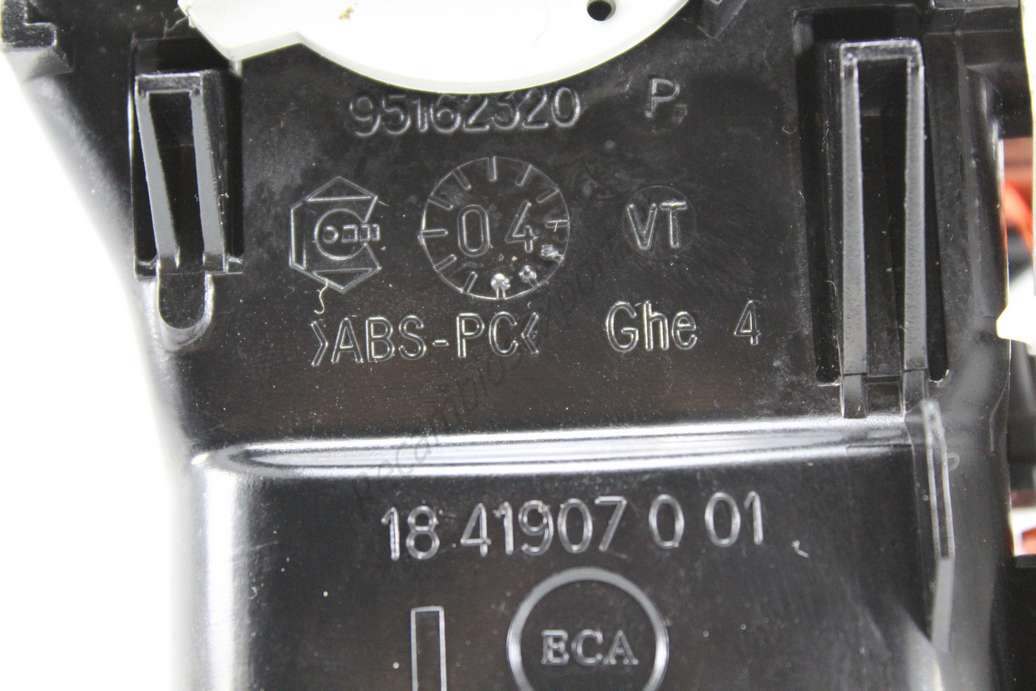 95162320 P
04 VT
>ABS-PC< Ghe 4
18 41907 0 01
ECA